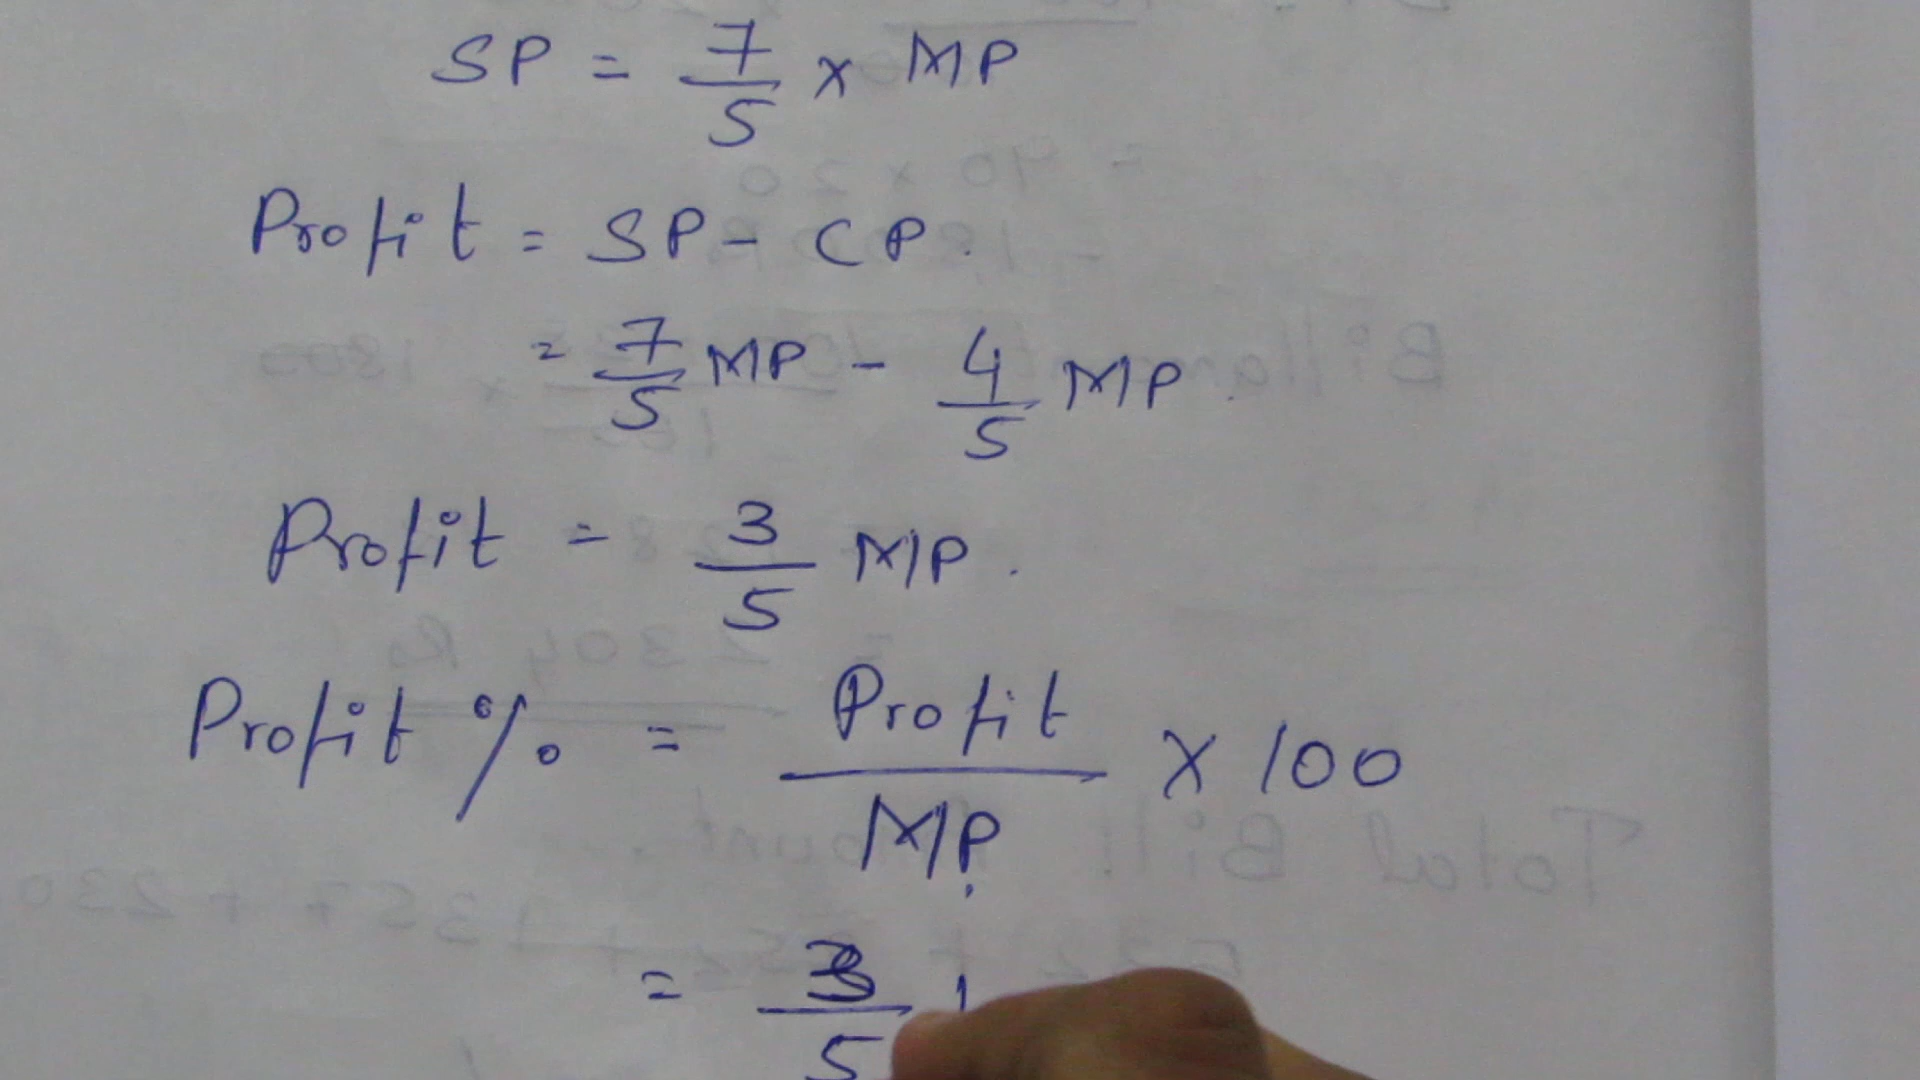 SP = 7/5 × MP
Profit = SP - CP.
= 7/5 MP - 4/5 MP.
Profit = 3/5 MP.
Profit % = Profit/MP × 100
= 3/5